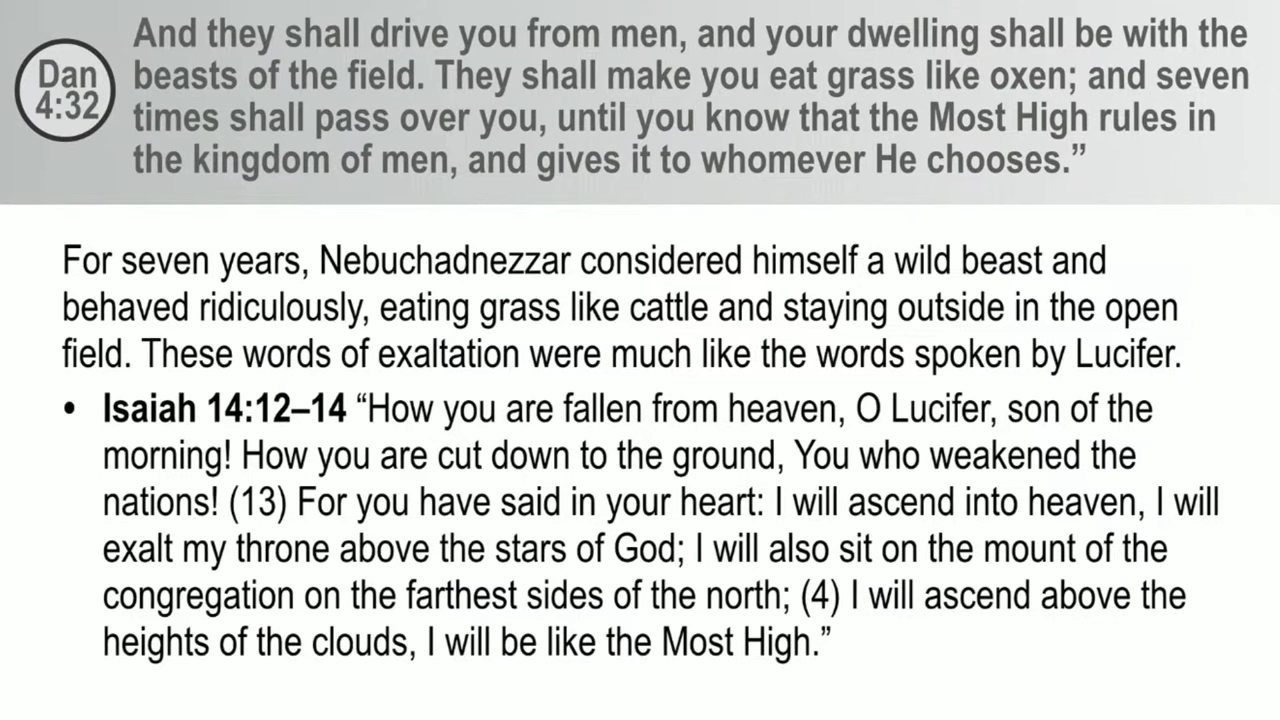 Dan
4:32
And they shall drive you from men, and your dwelling shall be with the
beasts of the field. They shall make you eat grass like oxen; and seven
times shall pass over you, until you know that the Most High rules in
the kingdom of men, and gives it to whomever He chooses.”
For seven years, Nebuchadnezzar considered himself a wild beast and
behaved ridiculously, eating grass like cattle and staying outside in the open
field. These words of exaltation were much like the words spoken by Lucifer.
• Isaiah 14:12–14 “How you are fallen from heaven, O Lucifer, son of the
morning! How you are cut down to the ground, You who weakened the
nations! (13) For you have said in your heart: I will ascend into heaven, I will
exalt my throne above the stars of God; I will also sit on the mount of the
congregation on the farthest sides of the north; (4) I will ascend above the
heights of the clouds, I will be like the Most High.”